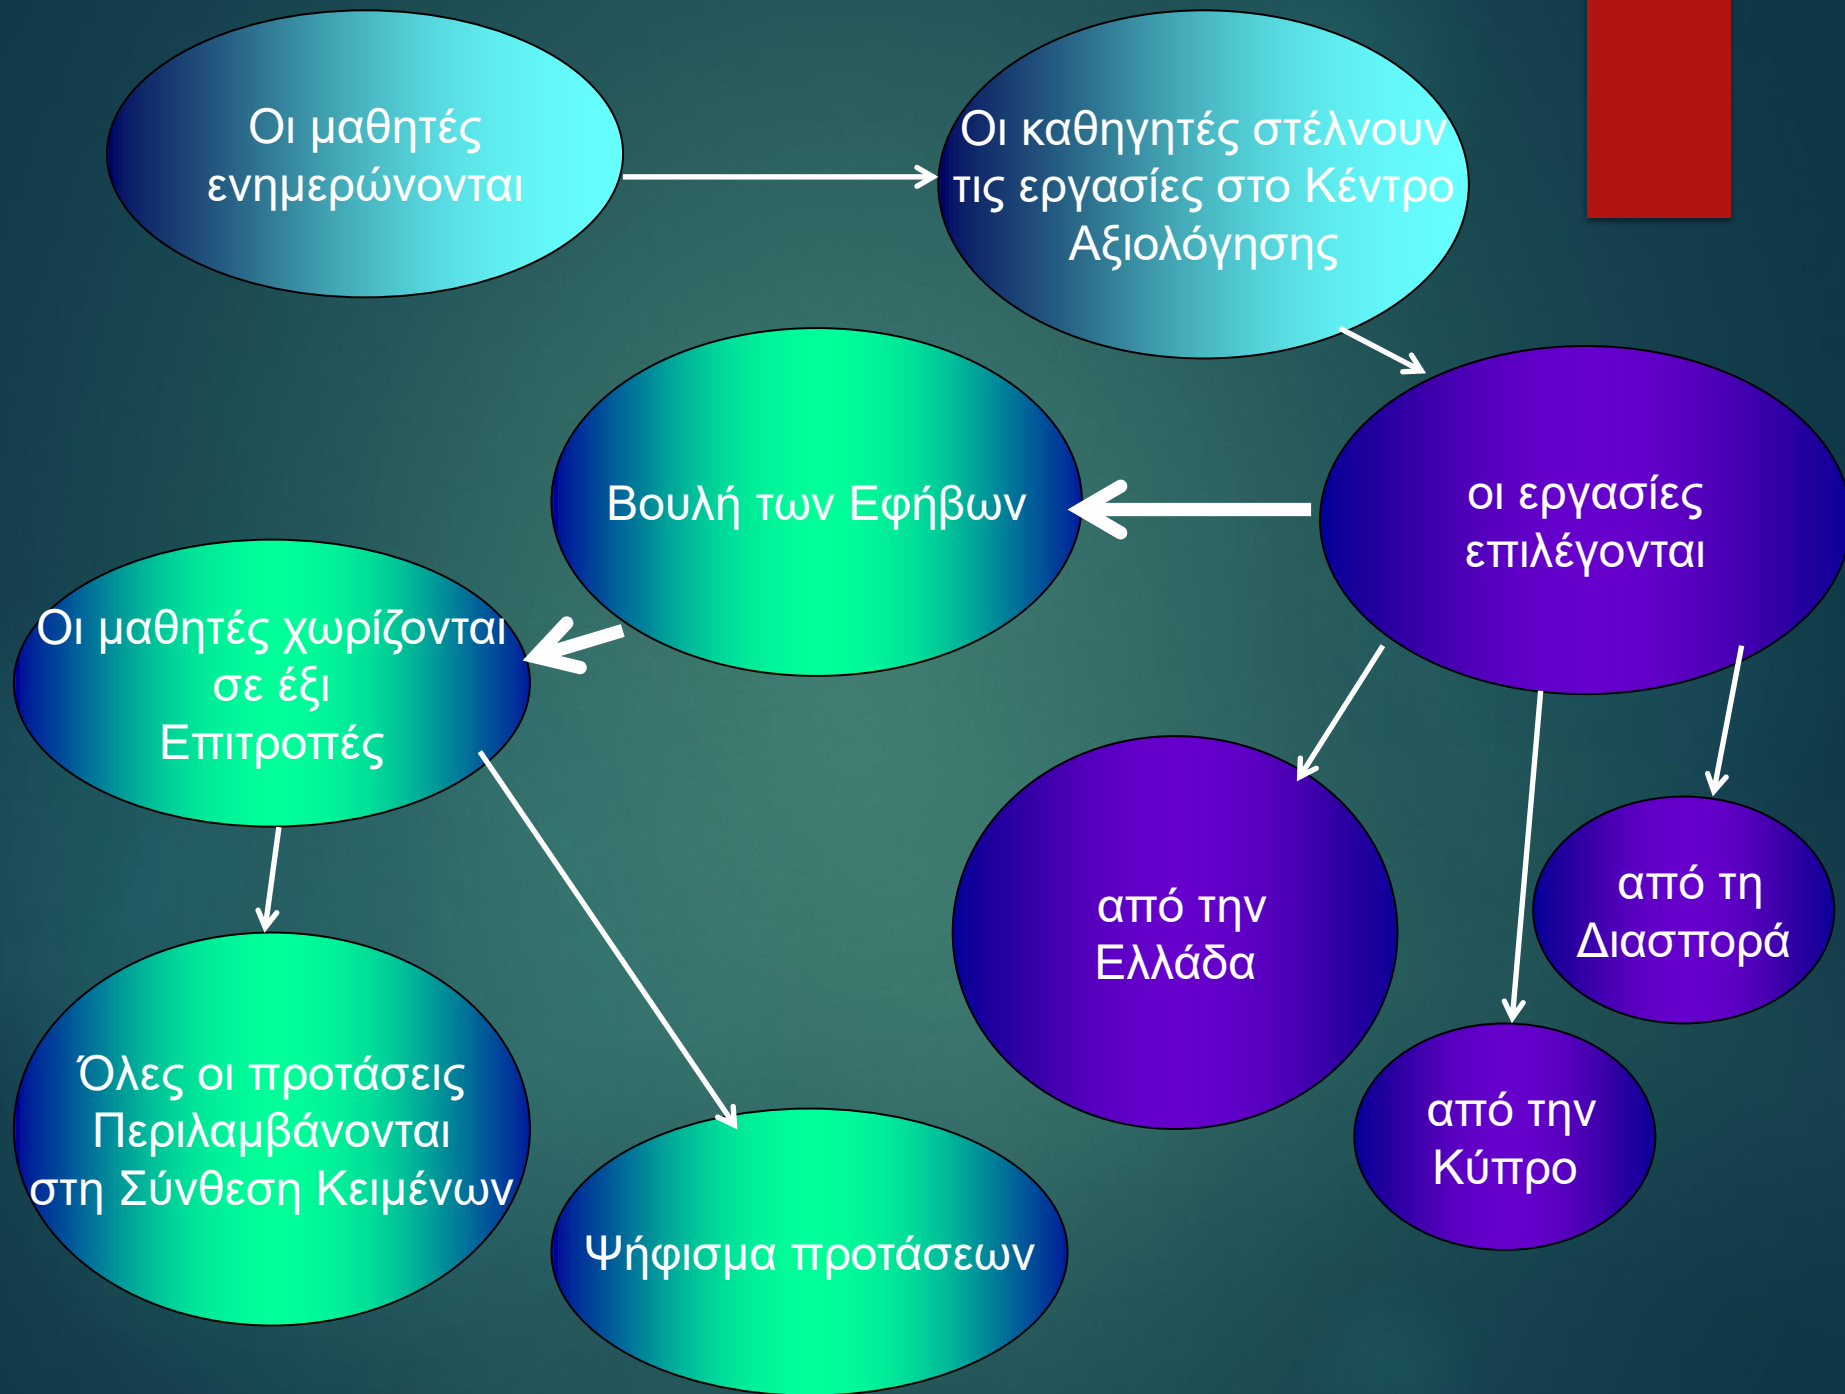 Οι μαθητές
ενημερώνονται
Οι καθηγητές στέλνουν
τις εργασίες στο Κέντρο
Αξιολόγησης
οι εργασίες
επιλέγονται
Βουλή των Εφήβων
Οι μαθητές χωρίζονται
σε έξι
Επιτροπές
από την
Ελλάδα
από τη
Διασπορά
από την
Κύπρο
Όλες οι προτάσεις
Περιλαμβάνονται
στη Σύνθεση Κειμένων
Ψήφισμα προτάσεων